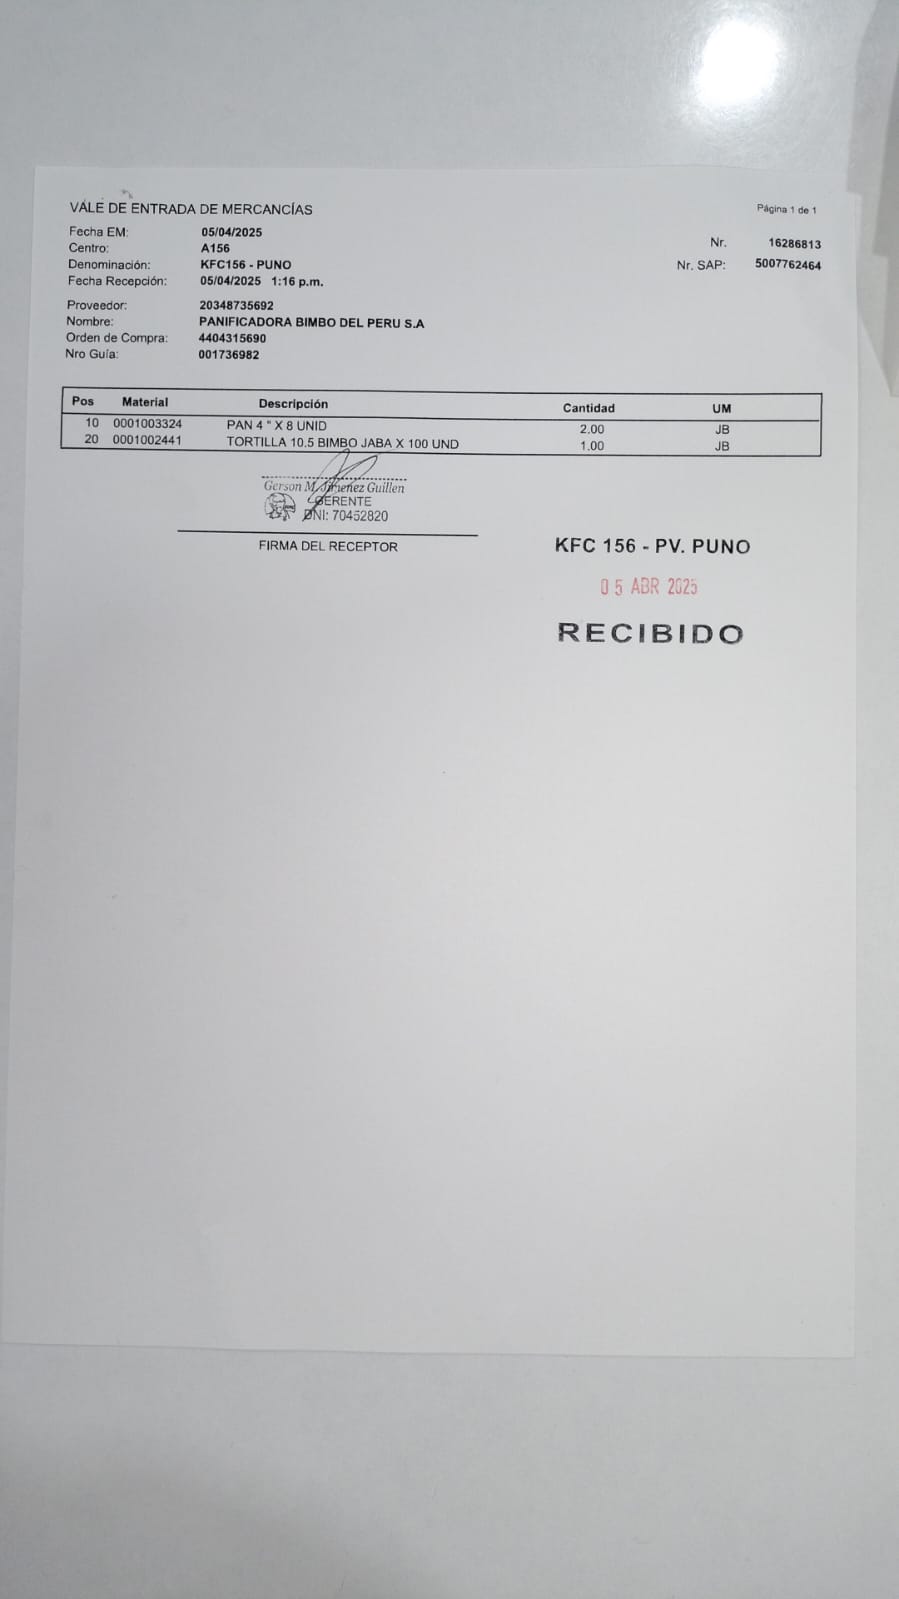 VALE DE ENTRADA DE MERCANCÍAS
Página 1 de 1
Fecha EM: 05/04/2025
Centro: A156
Nr. 16286813
Denominación: KFC156 - PUNO
Nr. SAP: 5007762464
Fecha Recepción: 05/04/2025 1:16 p.m.
Proveedor: 20348735692
Nombre: PANIFICADORA BIMBO DEL PERU S.A
Orden de Compra: 4404315690
Nro Guía: 001736982
Pos Material Descripción Cantidad UM
10 0001003324 PAN 4 " X 8 UNID 2.00 JB
20 0001002441 TORTILLA 10.5 BIMBO JABA X 100 UND 1.00 JB
Gerson M. Jimenez Guillen
GERENTE
DNI: 70452820
FIRMA DEL RECEPTOR
KFC 156 - PV. PUNO
05 ABR 2025
RECIBIDO